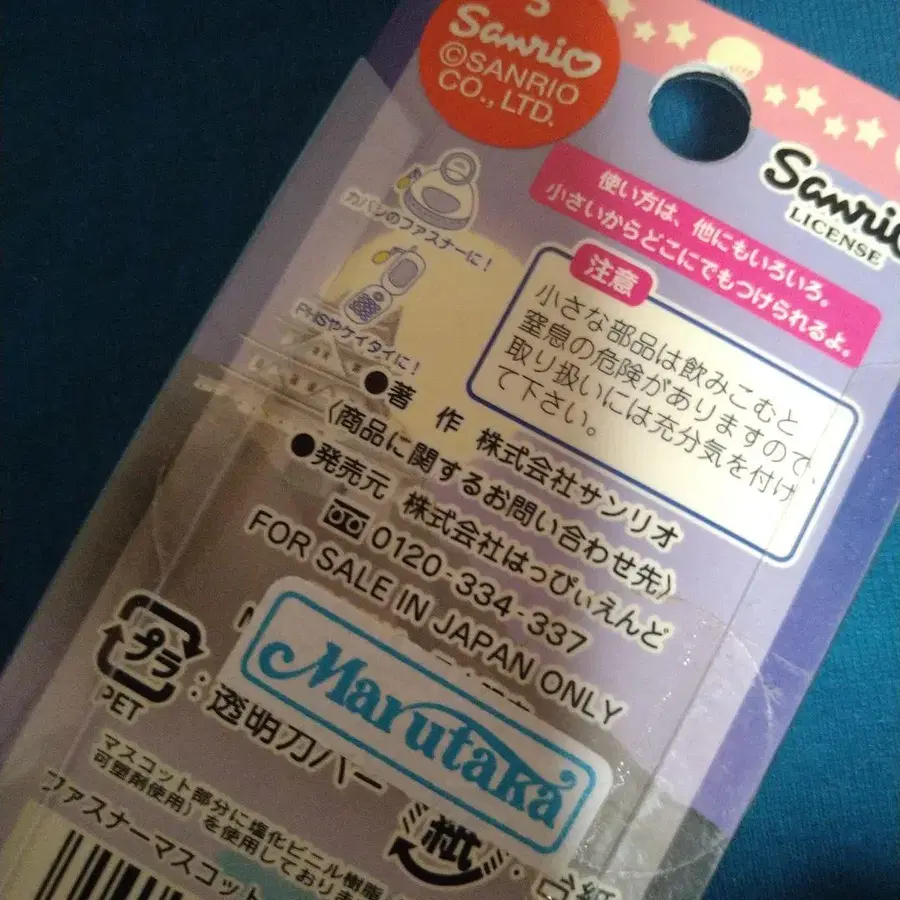 Sanrio
©SANRIO
CO., LTD.
Sanrio
LICENSE
使い方は、他にもいろいろ。
小さいからどこにでもつけられるよ。
カバンのファスナーに!
PHSやケイタイに!
注意
小さな部品は飲みこむと
窒息の危険がありますので、
取り扱いには充分気を付け
て下さい。
●著 作 株式会社サンリオ
〈商品に関するお問い合わせ先〉
●発売元 株式会社はっぴぃえんど
0120-334-337
FOR SALE IN JAPAN ONLY
Marutaka
プラ
PET
:透明カバー
紙
マスコット部分に塩化ビニル樹脂
可塑剤使用)を使用しており
ファスナーマスコット